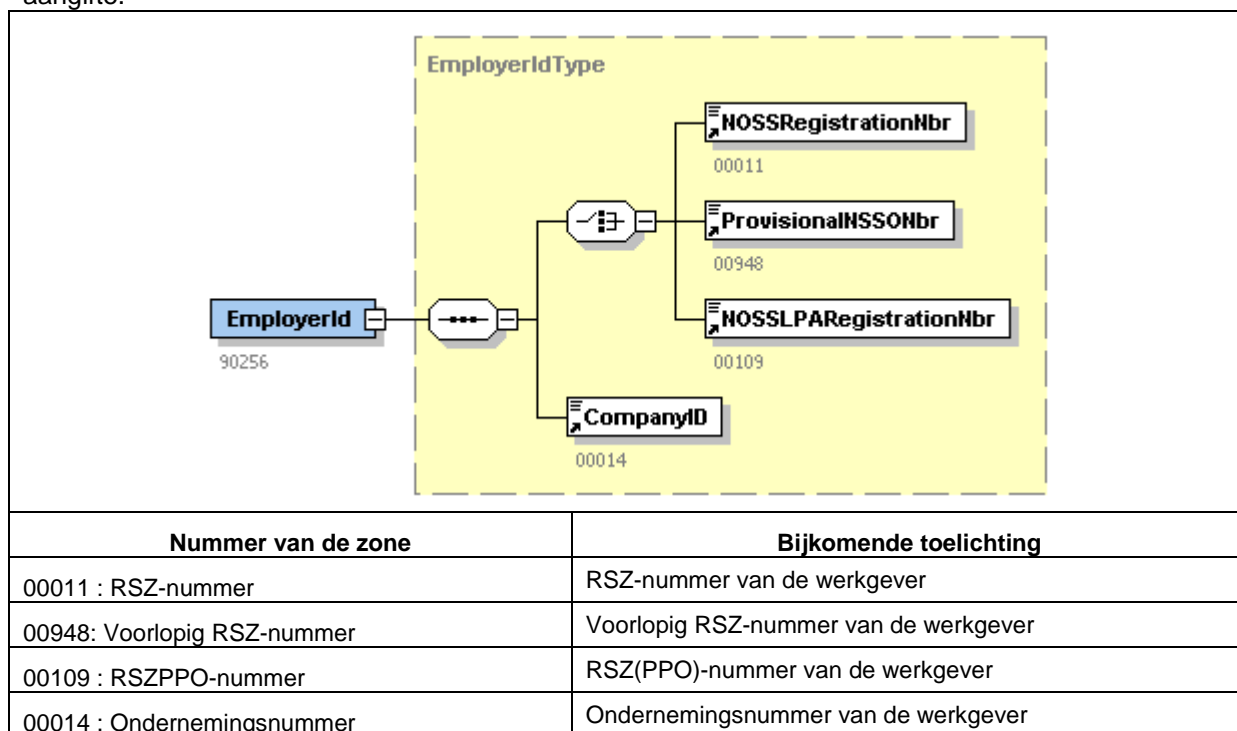 aangifte.
EmployerIdType
NOSSRegistrationNbr
00011
ProvisionalNSSONbr
00948
EmployerId
90256
NOSSLPARegistrationNbr
00109
CompanyID
00014
Nummer van de zone Bijkomende toelichting
00011 : RSZ-nummer RSZ-nummer van de werkgever
00948: Voorlopig RSZ-nummer Voorlopig RSZ-nummer van de werkgever
00109 : RSZPPO-nummer RSZ(PPO)-nummer van de werkgever
00014 : Ondernemingsnummer Ondernemingsnummer van de werkgever